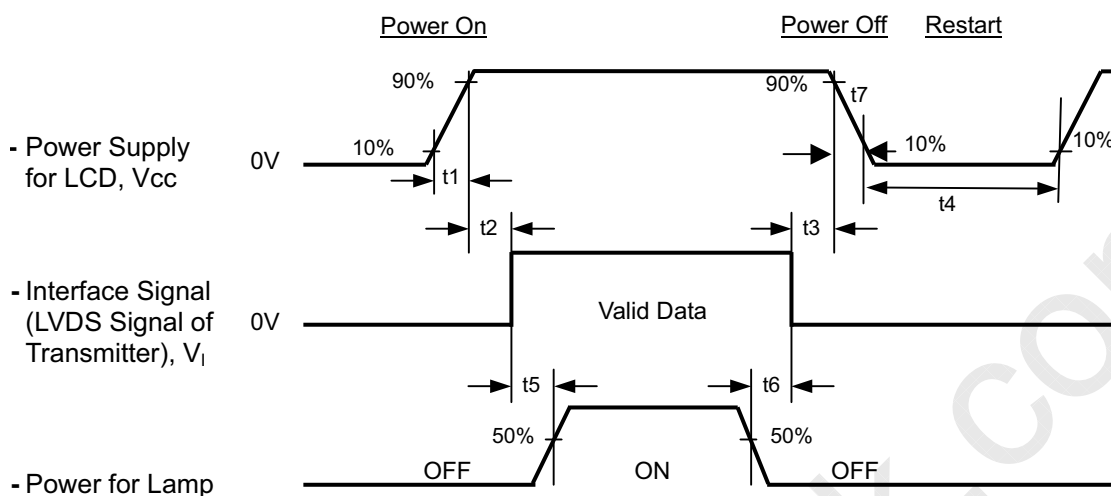 Power On
Power Off
Restart
90%
90%
t7
- Power Supply
for LCD, Vcc
0V
10%
10%
10%
t1
t4
t2
t3
- Interface Signal
(LVDS Signal of
Transmitter), VI
0V
Valid Data
t5
t6
50%
50%
- Power for Lamp
OFF
ON
OFF